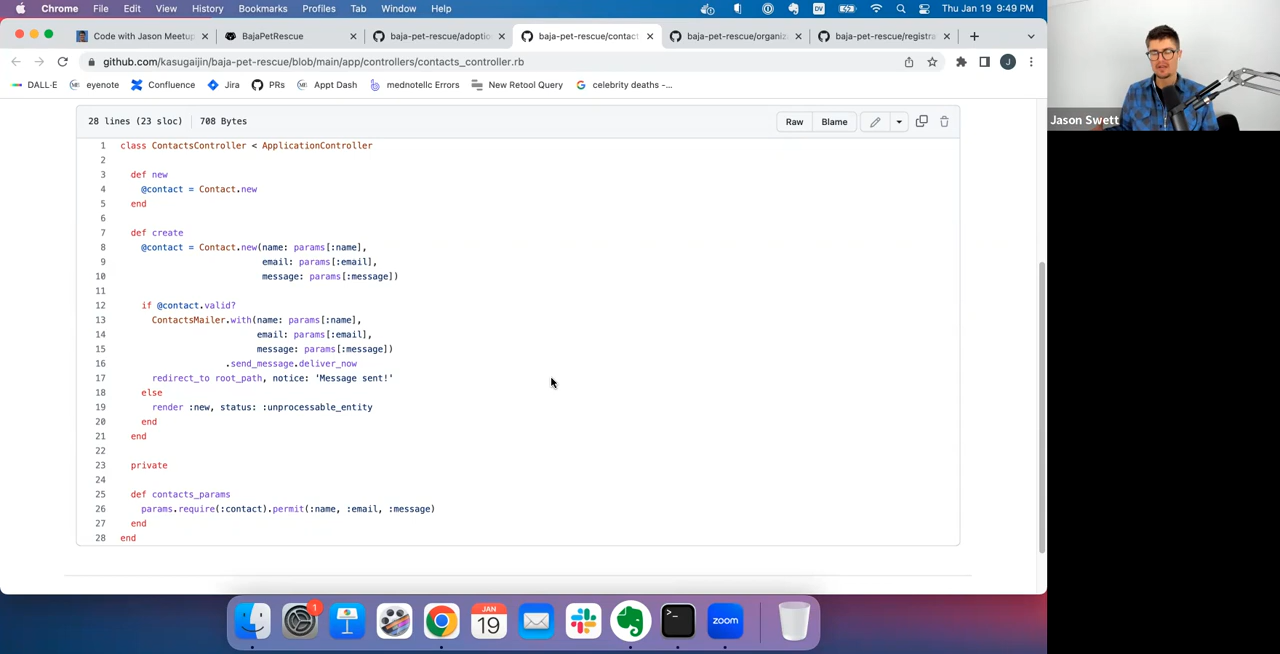 Chrome File Edit View History Bookmarks Profiles Tab Window Help DV Thu Jan 19 9:49 PM
Code with Jason Meetup BajaPetRescue baja-pet-rescue/adoptio baja-pet-rescue/contac baja-pet-rescue/organiz baja-pet-rescue/registra
github.com/kasugaijin/baja-pet-rescue/blob/main/app/controllers/contacts_controller.rb J
DALL·E eyenote Confluence Jira PRs Appt Dash mednotellc Errors New Retool Query celebrity deaths -...
28 lines (23 sloc) 708 Bytes Raw Blame
1 class ContactsController < ApplicationController
2
3 def new
4 @contact = Contact.new
5 end
6
7 def create
8 @contact = Contact.new(name: params[:name],
9 email: params[:email],
10 message: params[:message])
11
12 if @contact.valid?
13 ContactsMailer.with(name: params[:name],
14 email: params[:email],
15 message: params[:message])
16 .send_message.deliver_now
17 redirect_to root_path, notice: 'Message sent!'
18 else
19 render :new, status: :unprocessable_entity
20 end
21 end
22
23 private
24
25 def contacts_params
26 params.require(:contact).permit(:name, :email, :message)
27 end
28 end
Jason Swett
1
JAN
19
>_
zoom